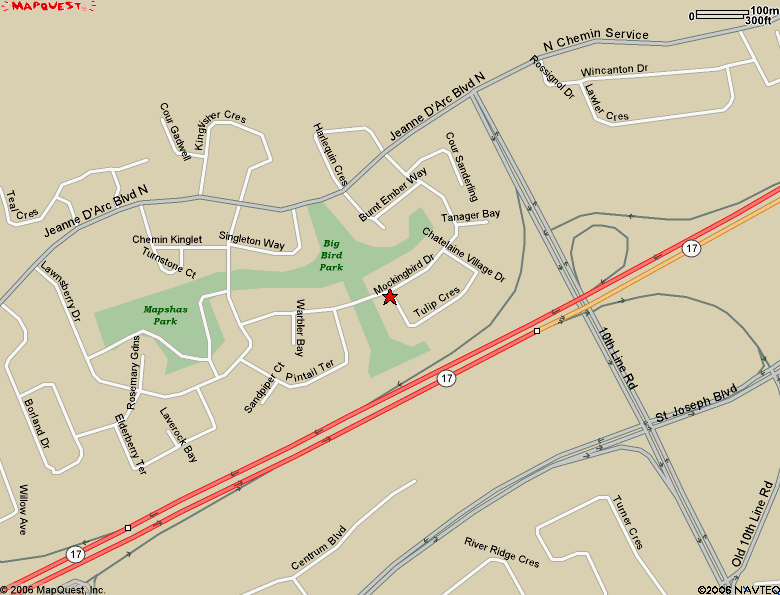 MAPQUEST
0 100m
300ft
N Chemin Service
Rossignol Dr
Wincanton Dr
Lawler Cres
Jeanne D'Arc Blvd N
Cour Gadwell
Kingfisher Cres
Harlequin Cres
Cour Sanderling
Burnt Ember Way
Tanager Bay
Teal Cres
Jeanne D'Arc Blvd N
Chemin Kinglet
Singleton Way
Turnstone Ct
Big
Bird
Park
Chatelaine Village Dr
Mockingbird Dr
Tulip Cres
17
Lawnsberry Dr
Mapshas
Park
Warbler Bay
Rosemary Gdns
Sandpiper Ct
Pintail Ter
17
10th Line Rd
St Joseph Blvd
Borland Dr
Elderberry Ter
Laverock Bay
Willow Ave
17
Centrum Blvd
River Ridge Cres
Turner Cres
Old 10th Line Rd
© 2006 MapQuest, Inc.
©2006 NAVTEQ